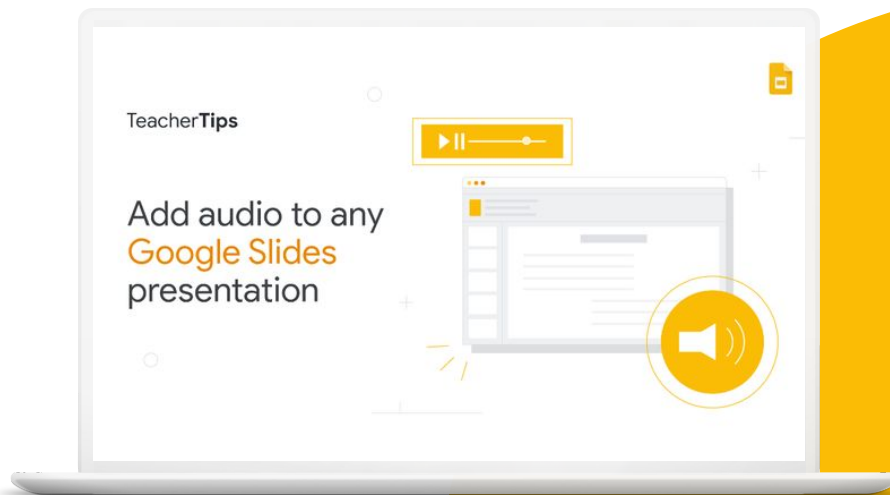 TeacherTips
Add audio to any
Google Slides
presentation